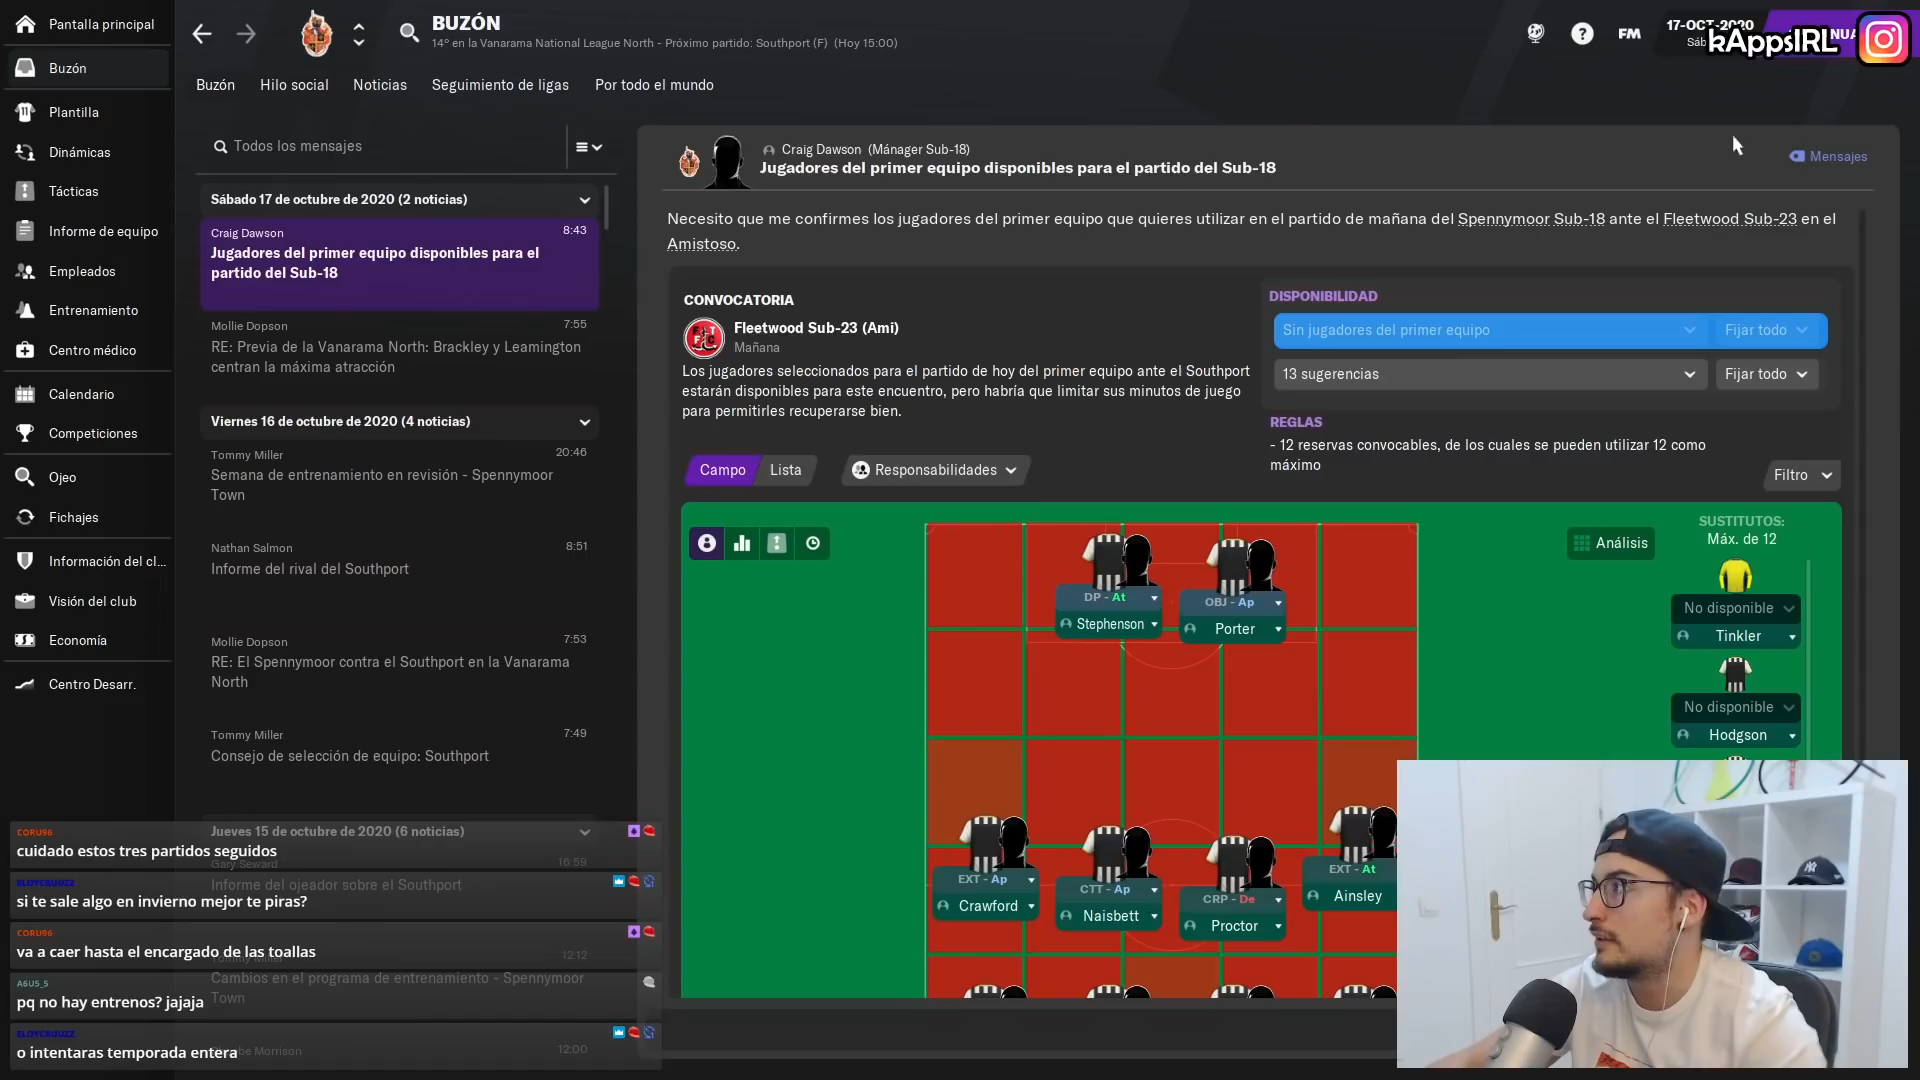 Pantalla principal
Buzón
Plantilla
Dinámicas
Tácticas
Informe de equipo
Empleados
Entrenamiento
Centro médico
Calendario
Competiciones
Ojeo
Fichajes
Información del cl...
Visión del club
Economía
Centro Desarr.
BUZÓN
14º en la Vanarama National League North - Próximo partido: Southport (F) (Hoy 15:00)
FM
17-OCT-2020
kAppsIRL
Buzón
Hilo social
Noticias
Seguimiento de ligas
Por todo el mundo
Todos los mensajes
Sábado 17 de octubre de 2020 (2 noticias)
Craig Dawson 8:43
Jugadores del primer equipo disponibles para el
partido del Sub-18
Mollie Dopson 7:55
RE: Previa de la Vanarama North: Brackley y Leamington
centran la máxima atracción
Viernes 16 de octubre de 2020 (4 noticias)
Tommy Miller 20:46
Semana de entrenamiento en revisión - Spennymoor
Town
Nathan Salmon 8:51
Informe del rival del Southport
Mollie Dopson 7:53
RE: El Spennymoor contra el Southport en la Vanarama
North
Tommy Miller 7:49
Consejo de selección de equipo: Southport
Jueves 15 de octubre de 2020 (6 noticias)
Gary Seward 16:59
Informe del ojeador sobre el Southport
12:12
Cambios en el programa de entrenamiento - Spennymoor
Town
Morrison 12:00
CORU96
cuidado estos tres partidos seguidos
si te sale algo en invierno mejor te piras?
CORU96
va a caer hasta el encargado de las toallas
A6US_5
pq no hay entrenos? jajaja
o intentaras temporada entera
Craig Dawson (Mánager Sub-18)
Jugadores del primer equipo disponibles para el partido del Sub-18
Mensajes
Necesito que me confirmes los jugadores del primer equipo que quieres utilizar en el partido de mañana del Spennymoor Sub-18 ante el Fleetwood Sub-23 en el
Amistoso.
CONVOCATORIA
Fleetwood Sub-23 (Ami)
Mañana
Los jugadores seleccionados para el partido de hoy del primer equipo ante el Southport
estarán disponibles para este encuentro, pero habría que limitar sus minutos de juego
para permitirles recuperarse bien.
DISPONIBILIDAD
Sin jugadores del primer equipo
Fijar todo
13 sugerencias
Fijar todo
REGLAS
- 12 reservas convocables, de los cuales se pueden utilizar 12 como
máximo
Campo
Lista
Responsabilidades
Filtro
Análisis
SUSTITUTOS:
Máx. de 12
No disponible
Tinkler
No disponible
Hodgson
DP - At
Stephenson
OBJ - Ap
Porter
EXT - Ap
Crawford
CTT - Ap
Naisbett
CRP - De
Proctor
EXT - At
Ainsley